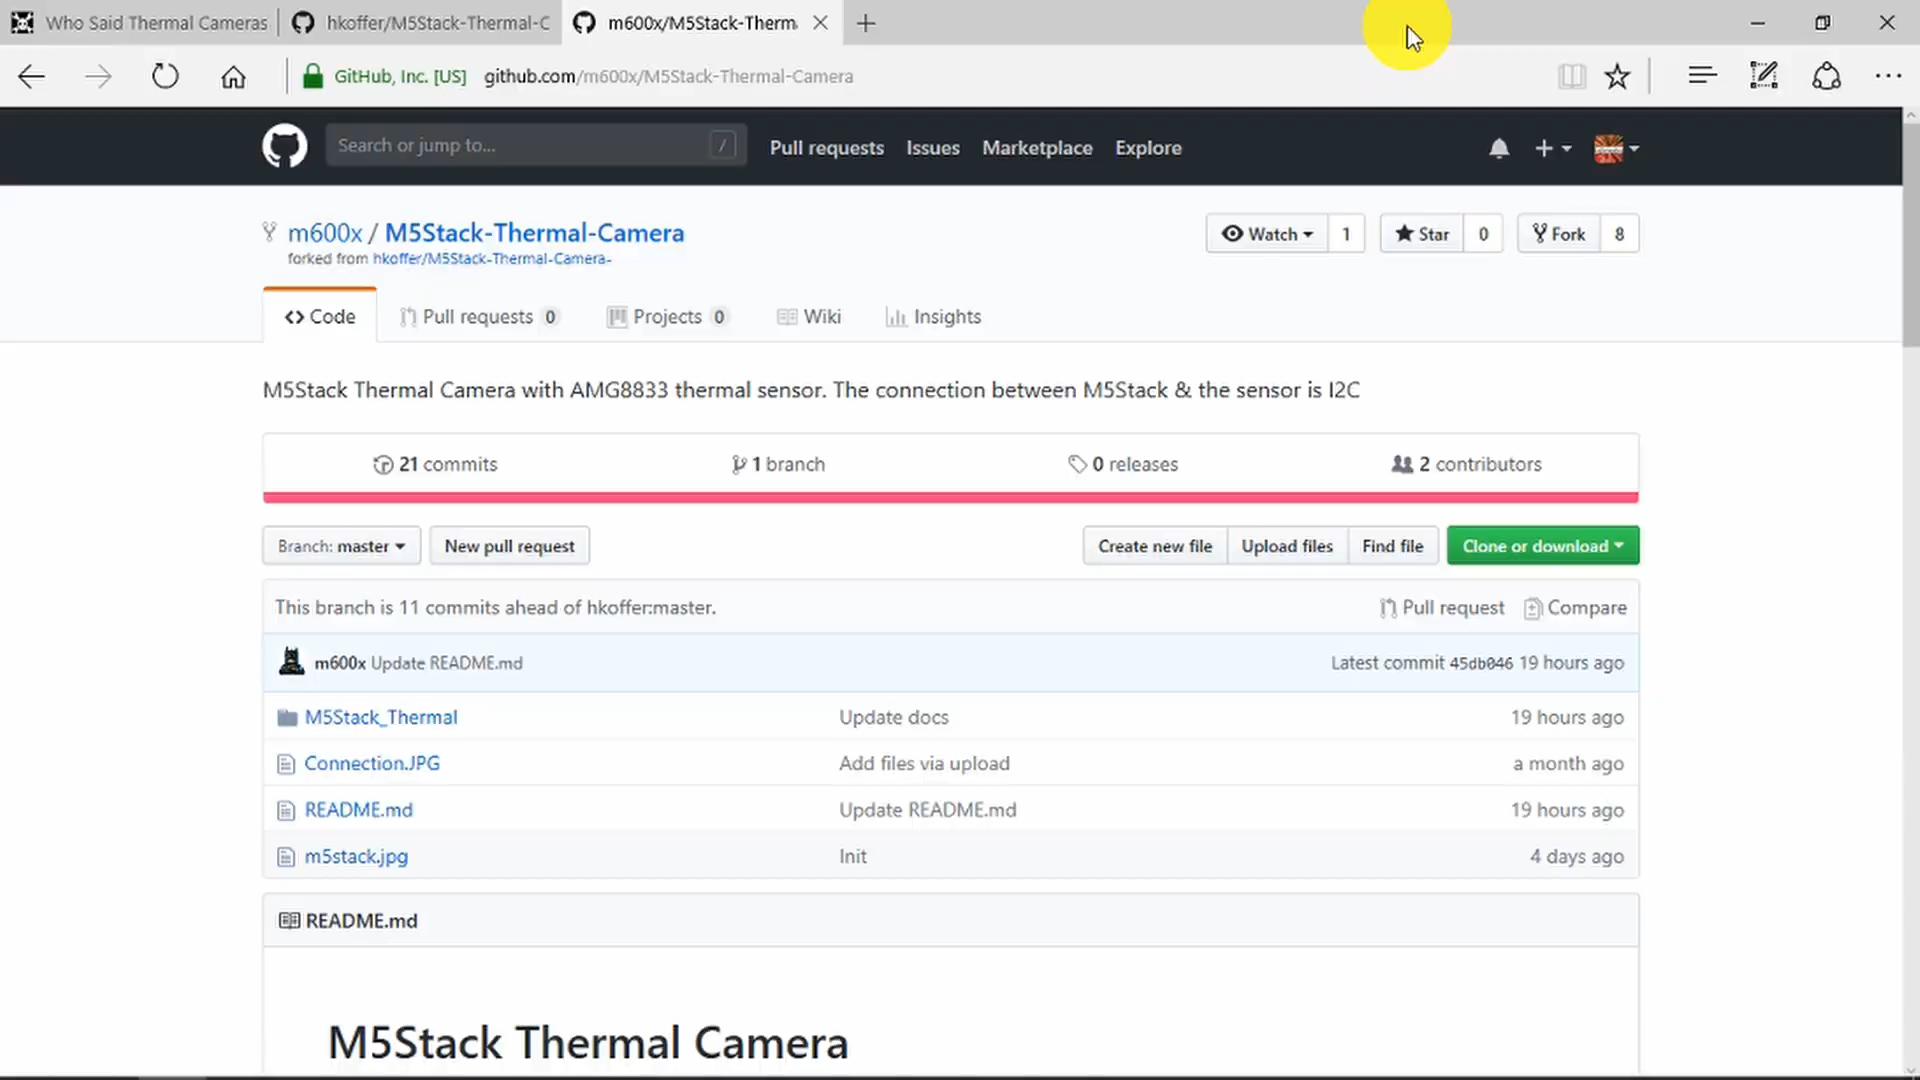 Who Said Thermal Cameras
hkoffer/M5Stack-Thermal-C
m600x/M5Stack-Therm
GitHub, Inc. [US] github.com/m600x/M5Stack-Thermal-Camera
Search or jump to... /
Pull requests Issues Marketplace Explore
m600x / M5Stack-Thermal-Camera
Watch 1 Star 0 Fork 8
forked from hkoffer/M5Stack-Thermal-Camera-
Code Pull requests 0 Projects 0 Wiki Insights
M5Stack Thermal Camera with AMG8833 thermal sensor. The connection between M5Stack & the sensor is I2C
21 commits 1 branch 0 releases 2 contributors
Branch: master New pull request Create new file Upload files Find file Clone or download
This branch is 11 commits ahead of hkoffer:master. Pull request Compare
m600x Update README.md Latest commit 45db046 19 hours ago
M5Stack_Thermal Update docs 19 hours ago
Connection.JPG Add files via upload a month ago
README.md Update README.md 19 hours ago
m5stack.jpg Init 4 days ago
README.md
M5Stack Thermal Camera